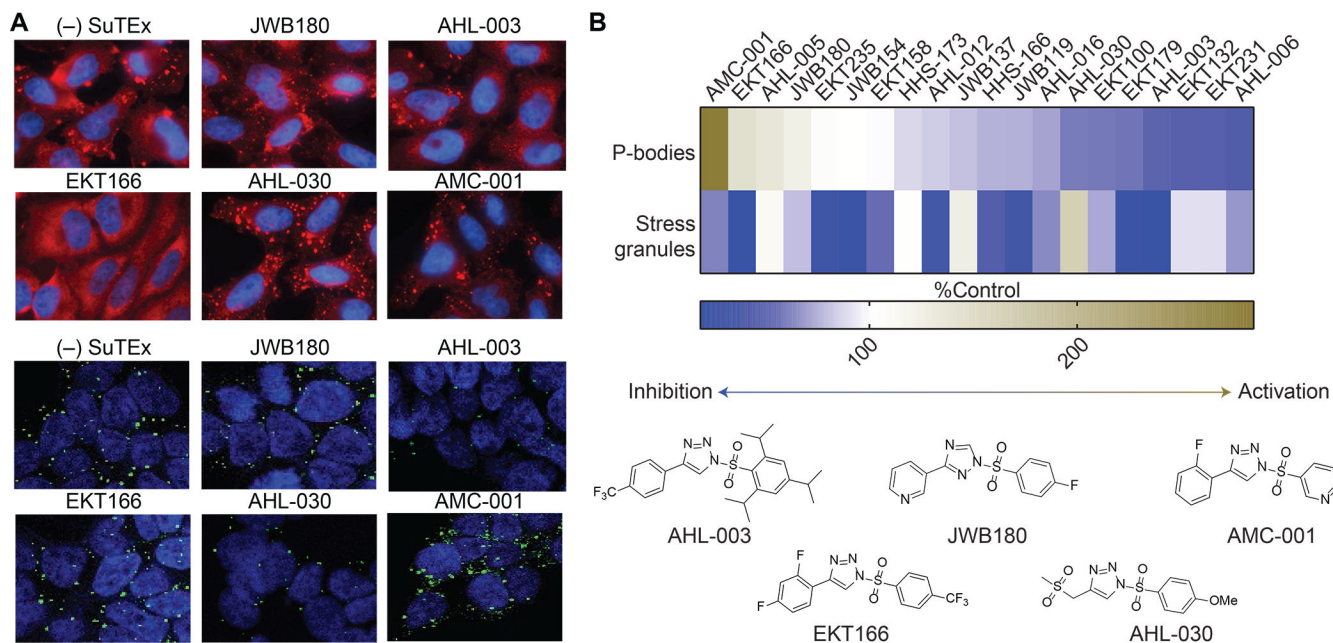 A
(–) SuTEx JWB180 AHL-003
EKT166 AHL-030 AMC-001
(–) SuTEx JWB180 AHL-003
EKT166 AHL-030 AMC-001
B
AMC-001 EKT166 AHL-005 JWB180 EKT235 JWB154 EKT158 HHS-173 AHL-012 JWB137 HHS-166 JWB119 AHL-016 AHL-030 EKT100 EKT179 AHL-003 EKT132 EKT231 AHL-006
P-bodies
Stress
granules
%Control
100 200
Inhibition Activation
F3C N N N S O O
AHL-003
N N N N S O O F
JWB180
F N N N S O O N
AMC-001
F F N N N S O O CF3
EKT166
S O O N N N S O O OMe
AHL-030